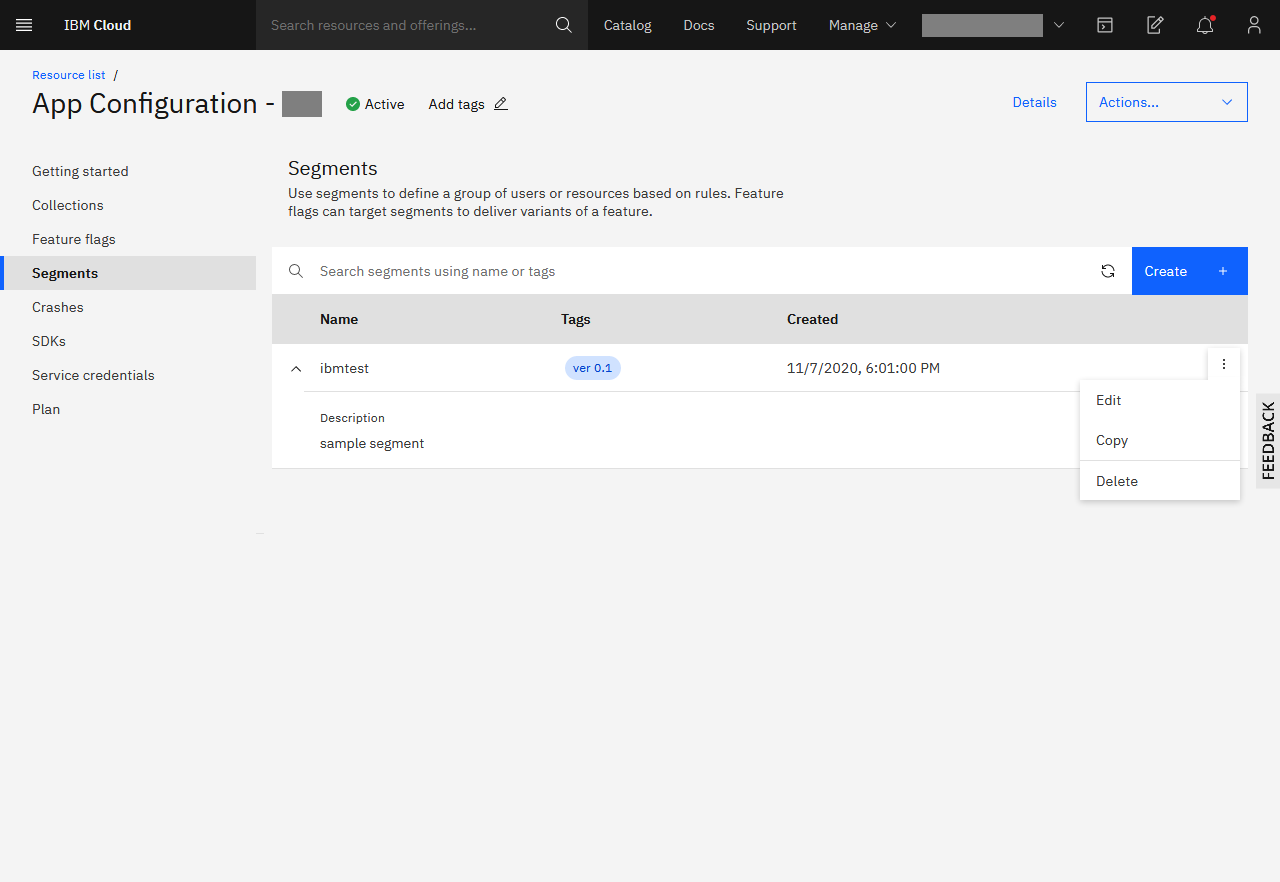 IBM Cloud
Search resources and offerings...
Catalog
Docs
Support
Manage
Resource list /
App Configuration -
Active
Add tags
Details
Actions...
Getting started
Collections
Feature flags
Segments
Crashes
SDKs
Service credentials
Plan
Segments
Use segments to define a group of users or resources based on rules. Feature
flags can target segments to deliver variants of a feature.
Search segments using name or tags
Create +
Name Tags Created
ibmtest ver 0.1 11/7/2020, 6:01:00 PM
Description
sample segment
Edit
Copy
Delete
FEEDBACK